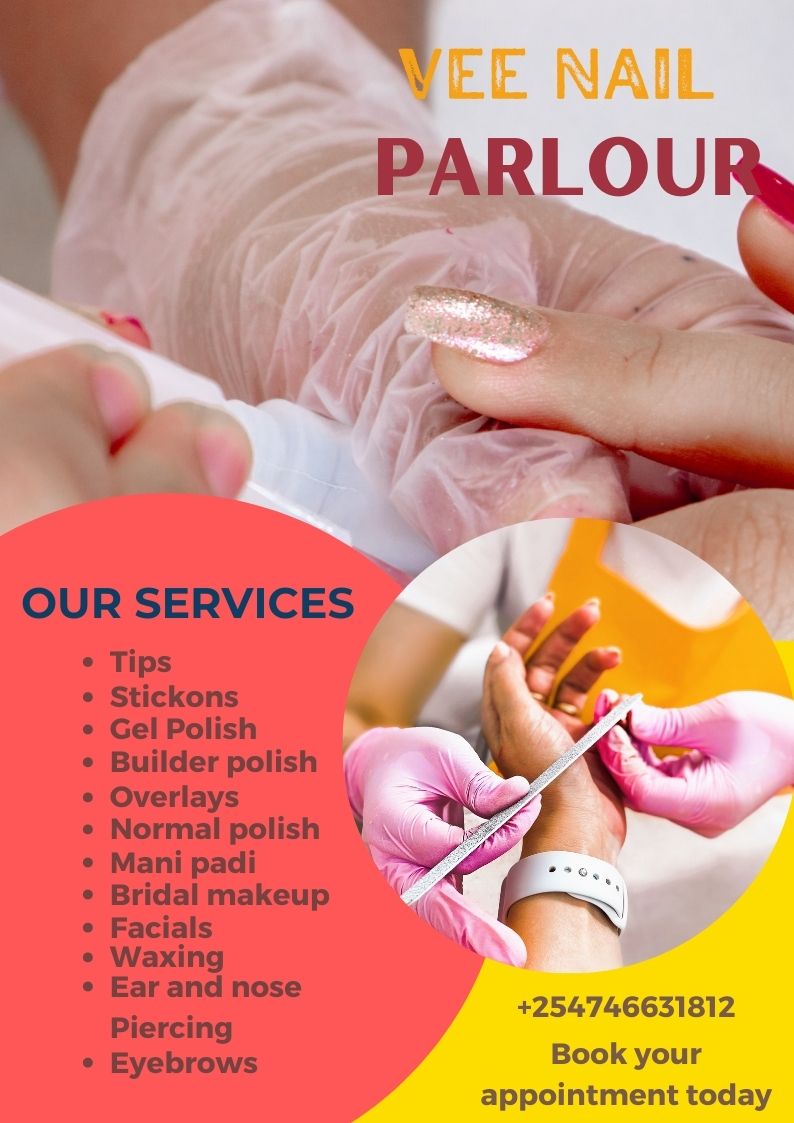 VEE NAIL
PARLOUR
OUR SERVICES
• Tips
• Stickons
• Gel Polish
• Builder polish
• Overlays
• Normal polish
• Mani padi
• Bridal makeup
• Facials
• Waxing
• Ear and nose
Piercing
• Eyebrows
+254746631812
Book your
appointment today